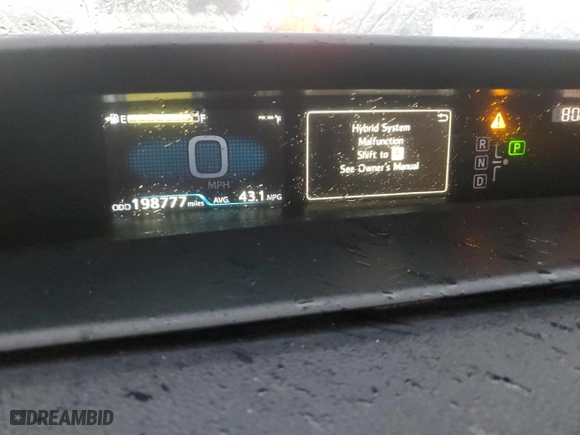 E F
0
MPH
ODO 198777 miles AVG. 43.1 MPG
Hybrid System
Malfunction
Shift to P
See Owner's Manual
R
N
D
P
80
DREAMBID